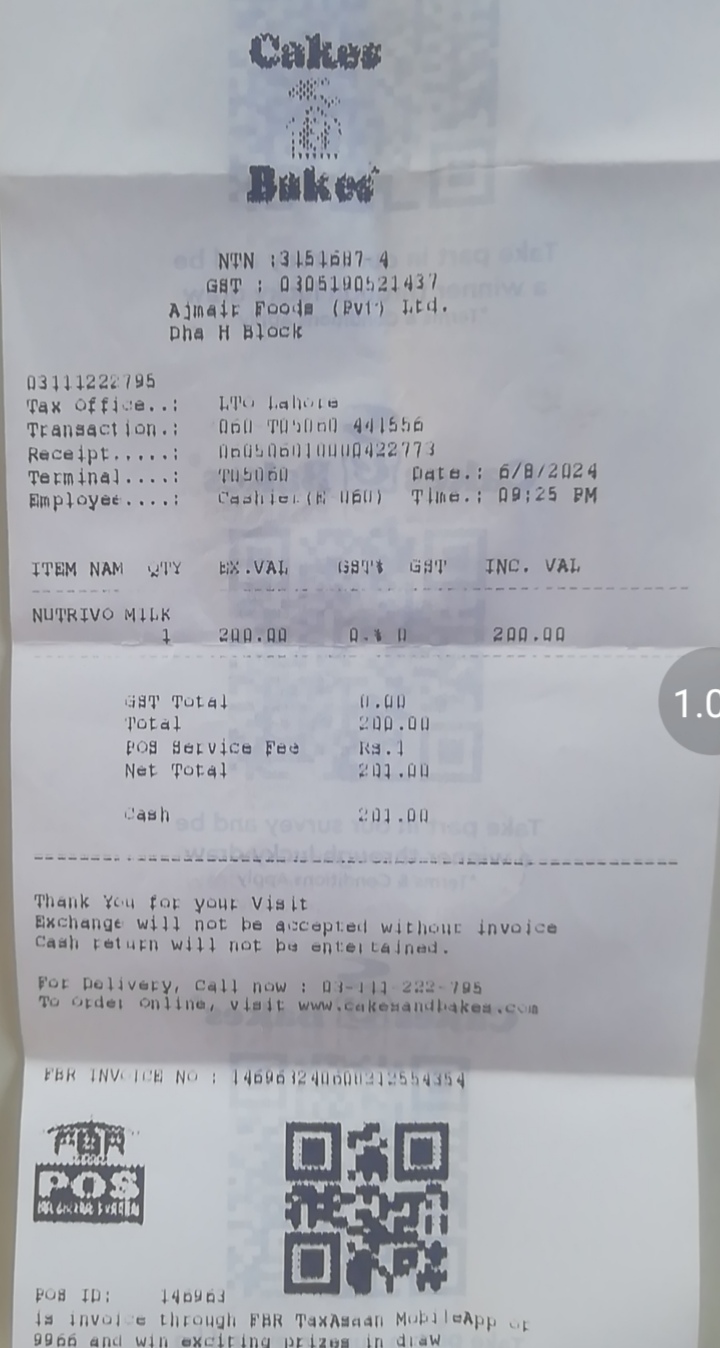 Cakes
Bakes
NTN :3151687-4
GST : 0305190521437
Ajmair Foods (Pvt) Ltd.
Dha H Block
03111222795
Tax Office..: LTO Lahore
Transaction.: 060 T05060 441556
Receipt.....: 060506010000422773
Terminal....: T05060 Date.: 6/8/2024
Employee....: Cashier(E 060) Time.: 09:25 PM
ITEM NAM QTY EX.VAL GST% GST INC. VAL
NUTRIVO MILK
1 200.00 0.% 0 200.00
GST Total 0.00
Total 200.00
POS Service Fee Rs.1
Net Total 201.00
Cash 201.00
Thank You for your Visit
Exchange will not be accepted without invoice
Cash return will not be entertained.
For Delivery, Call now : 03-111-222-795
To Order Online, visit www.cakesandbakes.com
FBR INVOICE NO :
POS
POS ID: 146963
is invoice through FBR TaxAsaan MobileApp or
9966 and win exciting prizes in draw
1.0